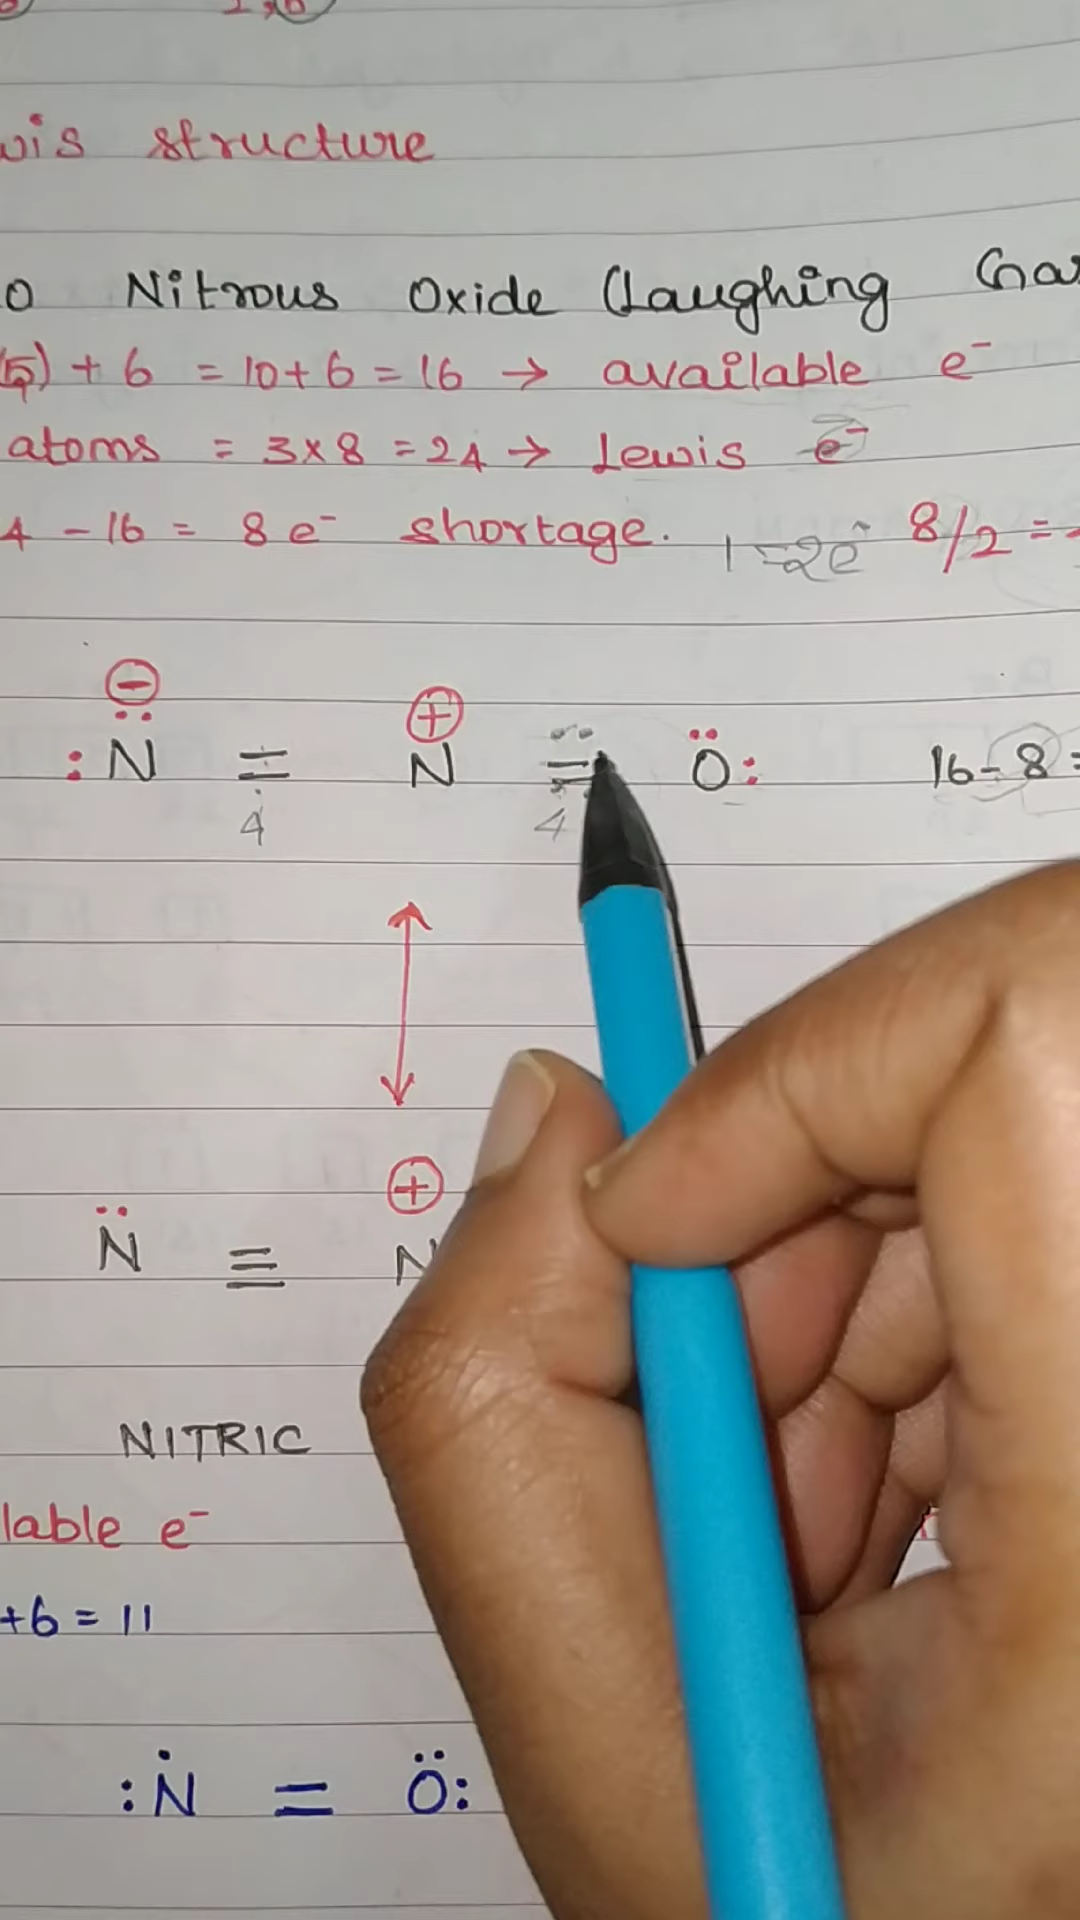 wis structure
O Nitrous Oxide (Laughing Gas
(5) + 6 = 10+6 = 16 → available e⁻
atoms = 3×8 = 24 → Lewis e⁻
4 - 16 = 8 e⁻ shortage. 1-2e⁻ 8/2 =
⊖ ⊕
:N̈ = N = Ö: 16-8 =
4 4
⊕
N̈ ≡ N
NITRIC
lable e⁻
+6 = 11
:Ṅ = Ö: